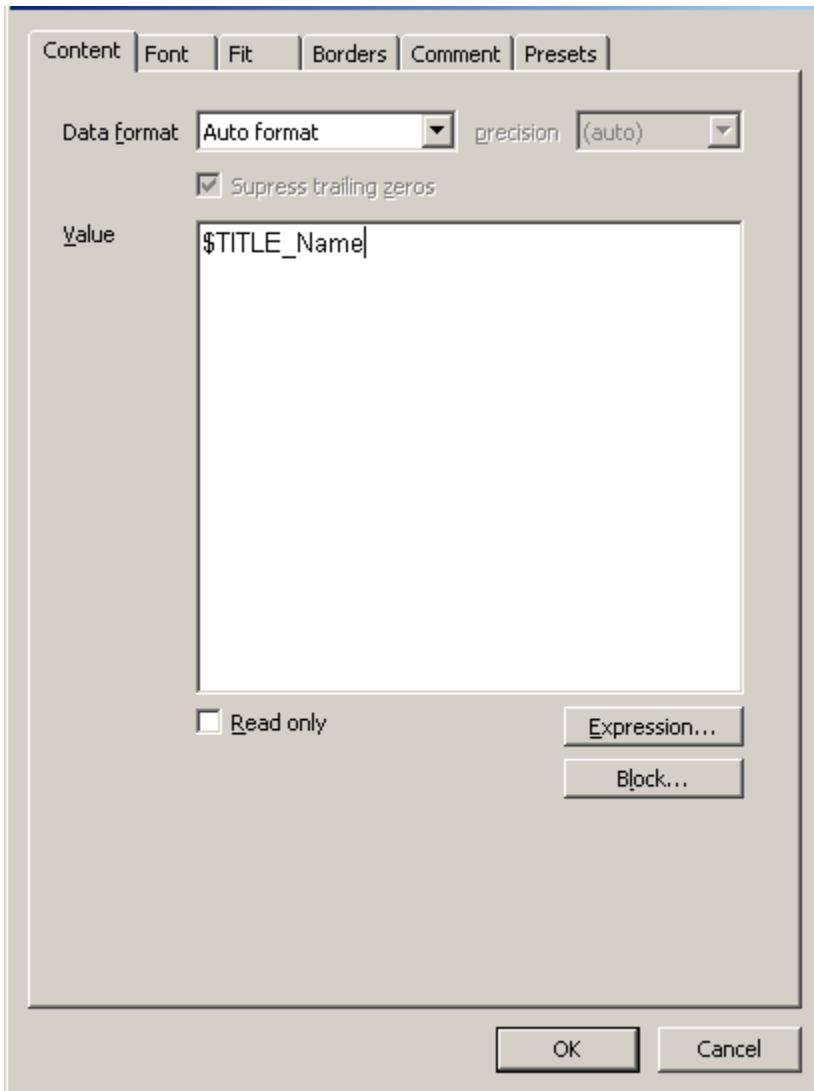 Content Font Fit Borders Comment Presets
Data format Auto format precision (auto)
Supress trailing zeros
Value $TITLE_Name
Read only Expression...
Block...
OK Cancel